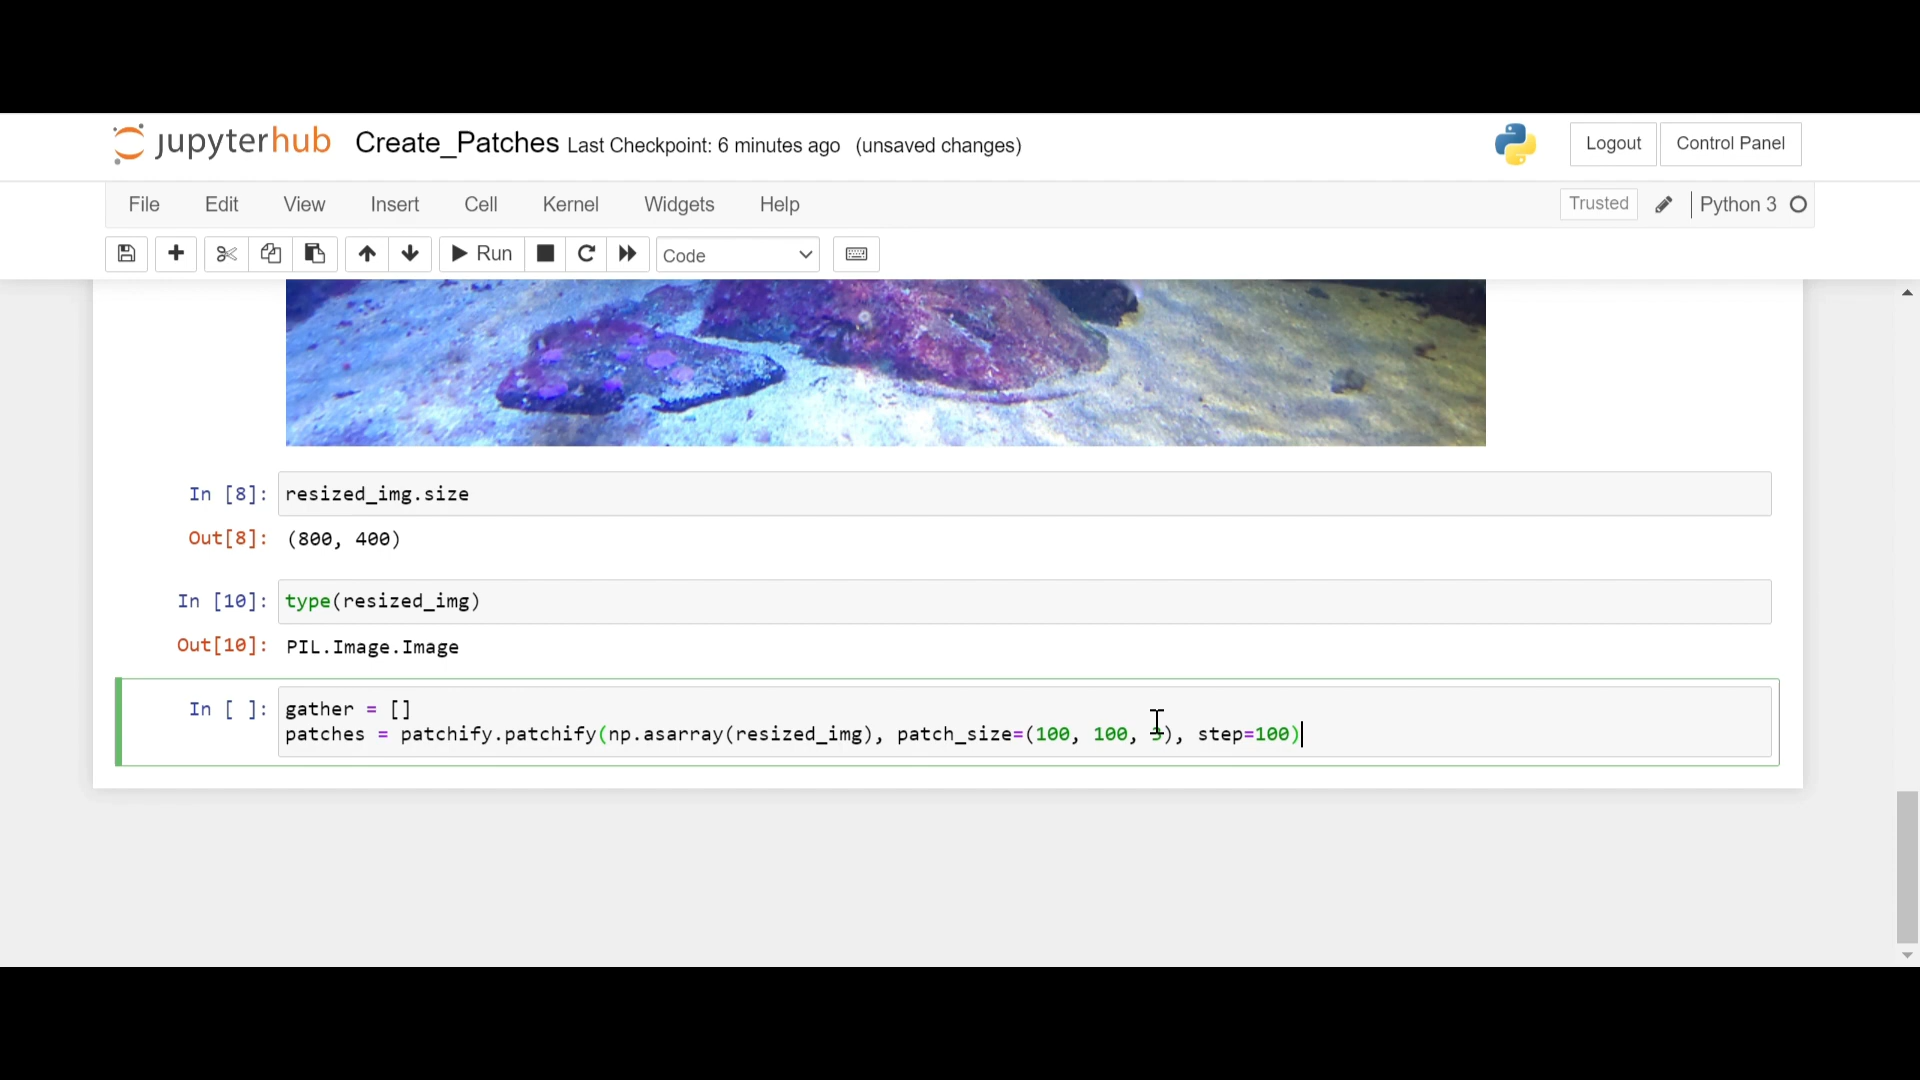 jupyterhub Create_Patches Last Checkpoint: 6 minutes ago (unsaved changes) Logout Control Panel
File Edit View Insert Cell Kernel Widgets Help Trusted Python 3
Run Code
In [8]: resized_img.size
Out[8]: (800, 400)
In [10]: type(resized_img)
Out[10]: PIL.Image.Image
In [ ]: gather = []
patches = patchify.patchify(np.asarray(resized_img), patch_size=(100, 100, 3), step=100)